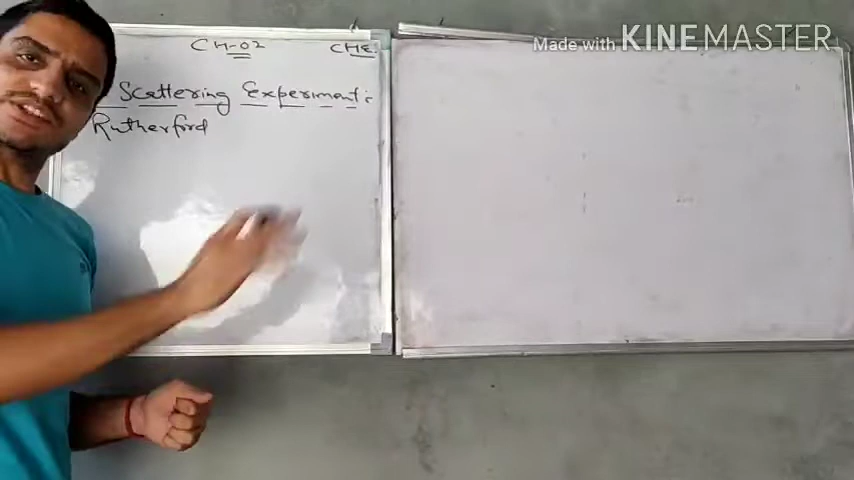 CH-02
CHE
Scattering Experiment:
Rutherford
Made with KINEMASTER